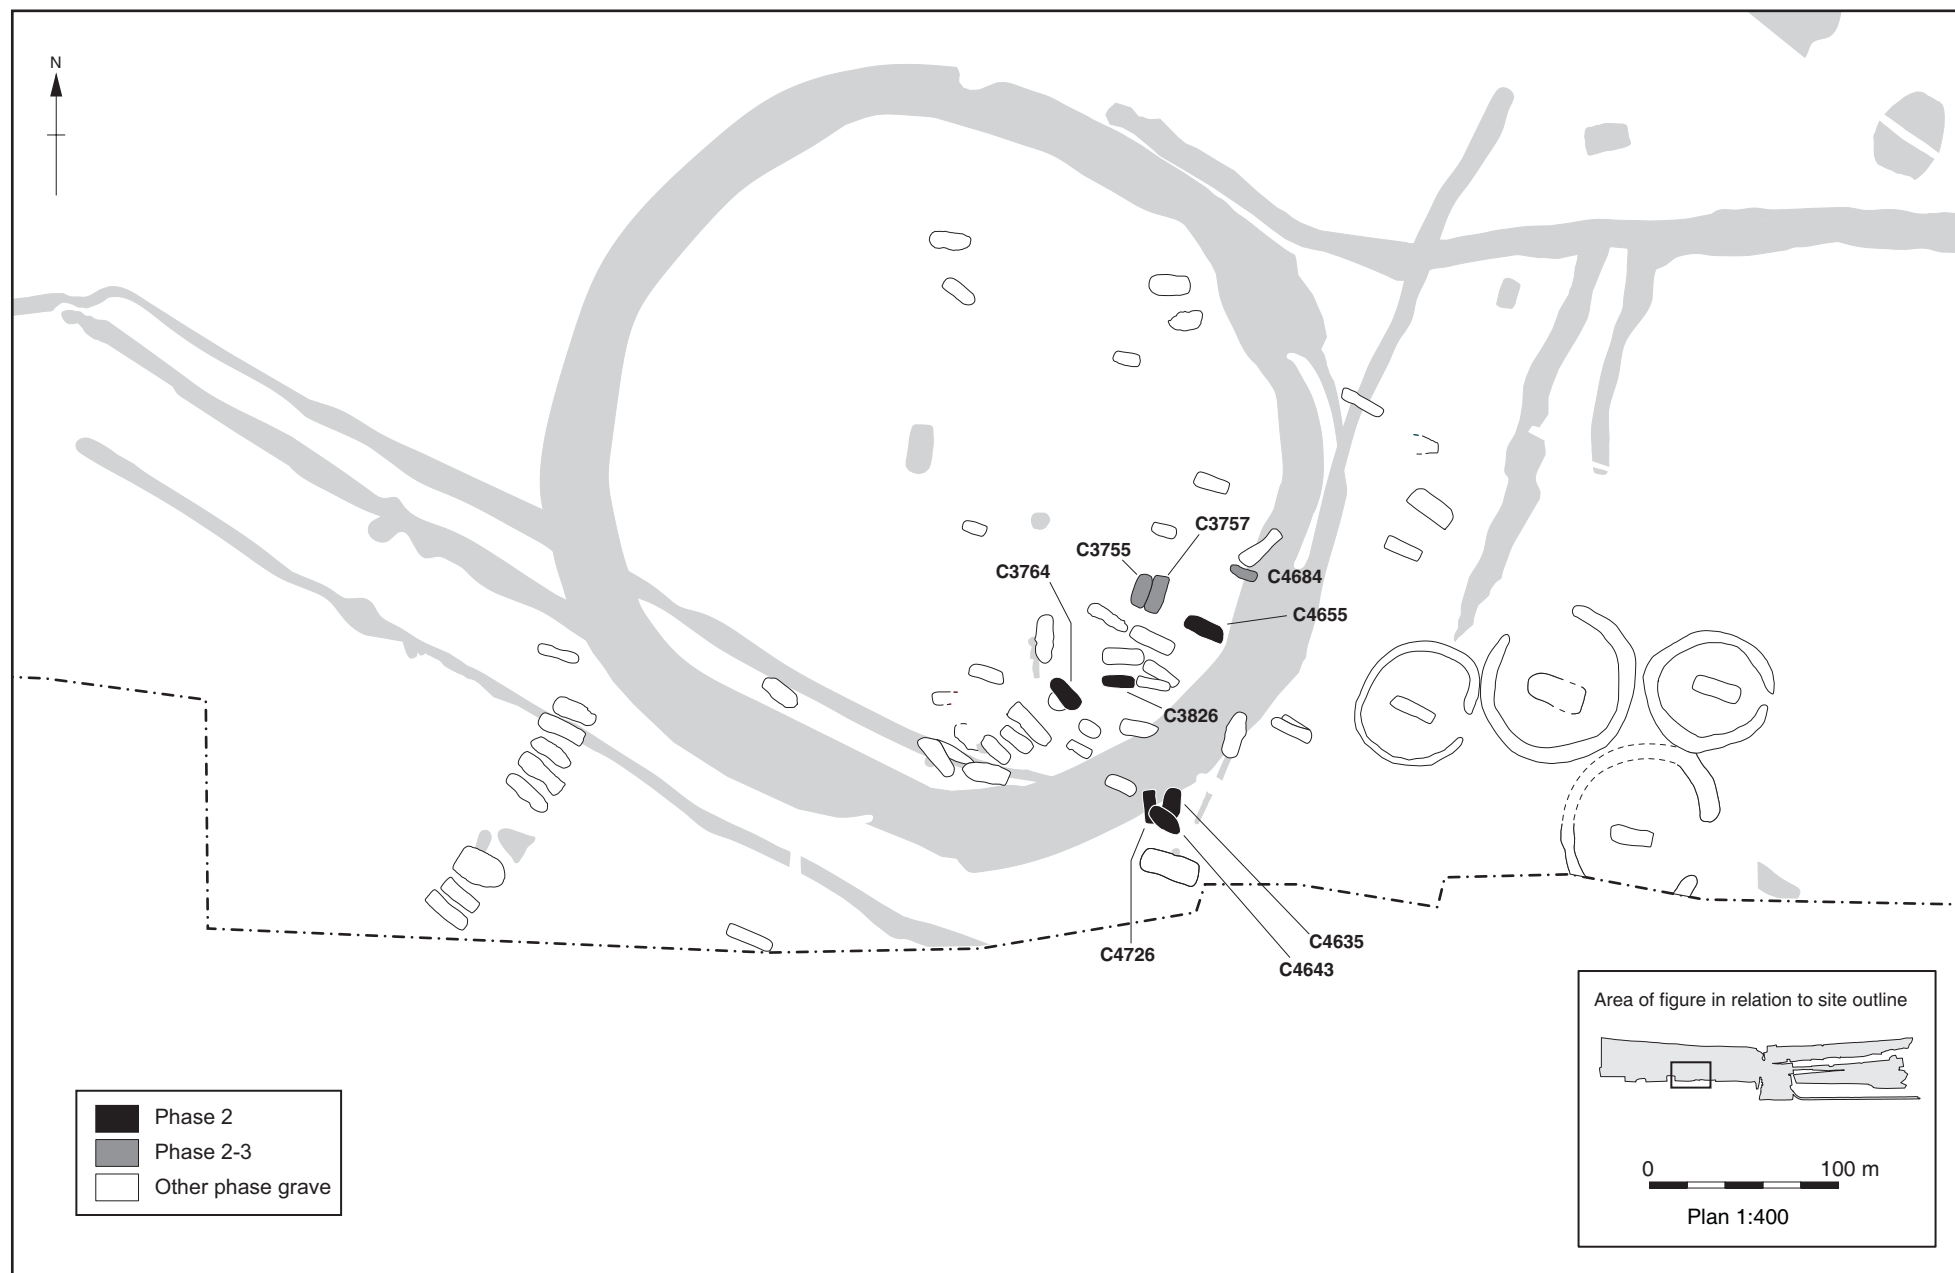 N
C3757
C3755
C3764
C4684
C4655
C3826
C4635
C4726
C4643
Area of figure in relation to site outline
0 100 m
Plan 1:400
Phase 2
Phase 2-3
Other phase grave